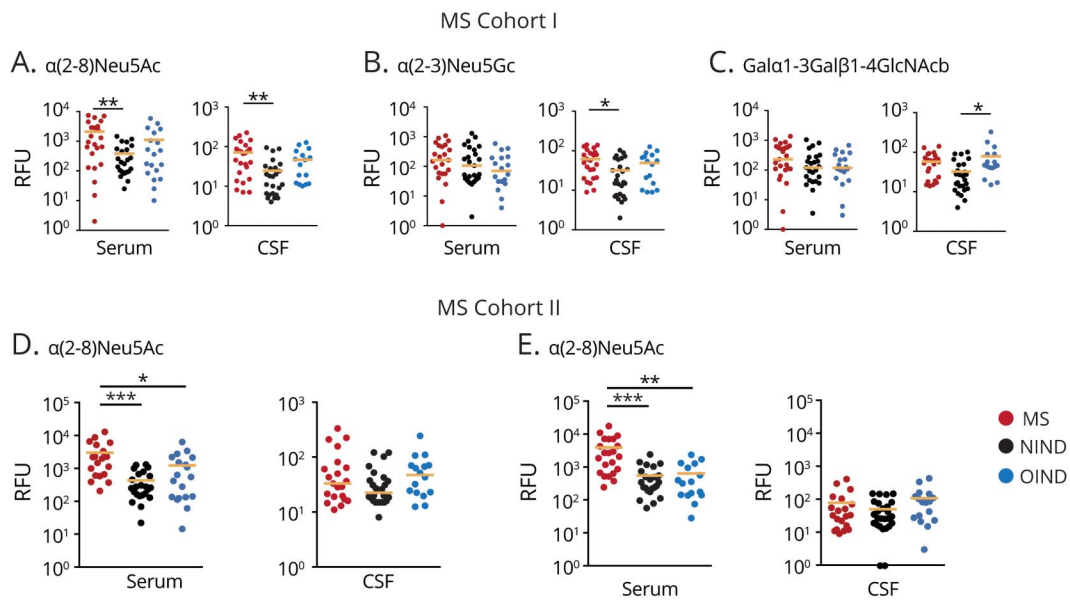 MS Cohort I
A. α(2-8)Neu5Ac
B. α(2-3)Neu5Gc
C. Galα1-3Galβ1-4GlcNAcb
RFU
10⁴
10³
10²
10¹
10⁰
**
Serum
10³
10²
10¹
10⁰
**
CSF
RFU
10⁴
10³
10²
10¹
10⁰
Serum
10³
10²
10¹
10⁰
*
CSF
RFU
10⁴
10³
10²
10¹
10⁰
Serum
10³
10²
10¹
10⁰
*
CSF
MS Cohort II
D. α(2-8)Neu5Ac
E. α(2-8)Neu5Ac
RFU
10⁵
10⁴
10³
10²
10¹
10⁰
*
***
Serum
RFU
10³
10²
10¹
10⁰
CSF
RFU
10⁵
10⁴
10³
10²
10¹
10⁰
**
***
Serum
RFU
10⁵
10⁴
10³
10²
10¹
10⁰
CSF
MS
NIND
OIND